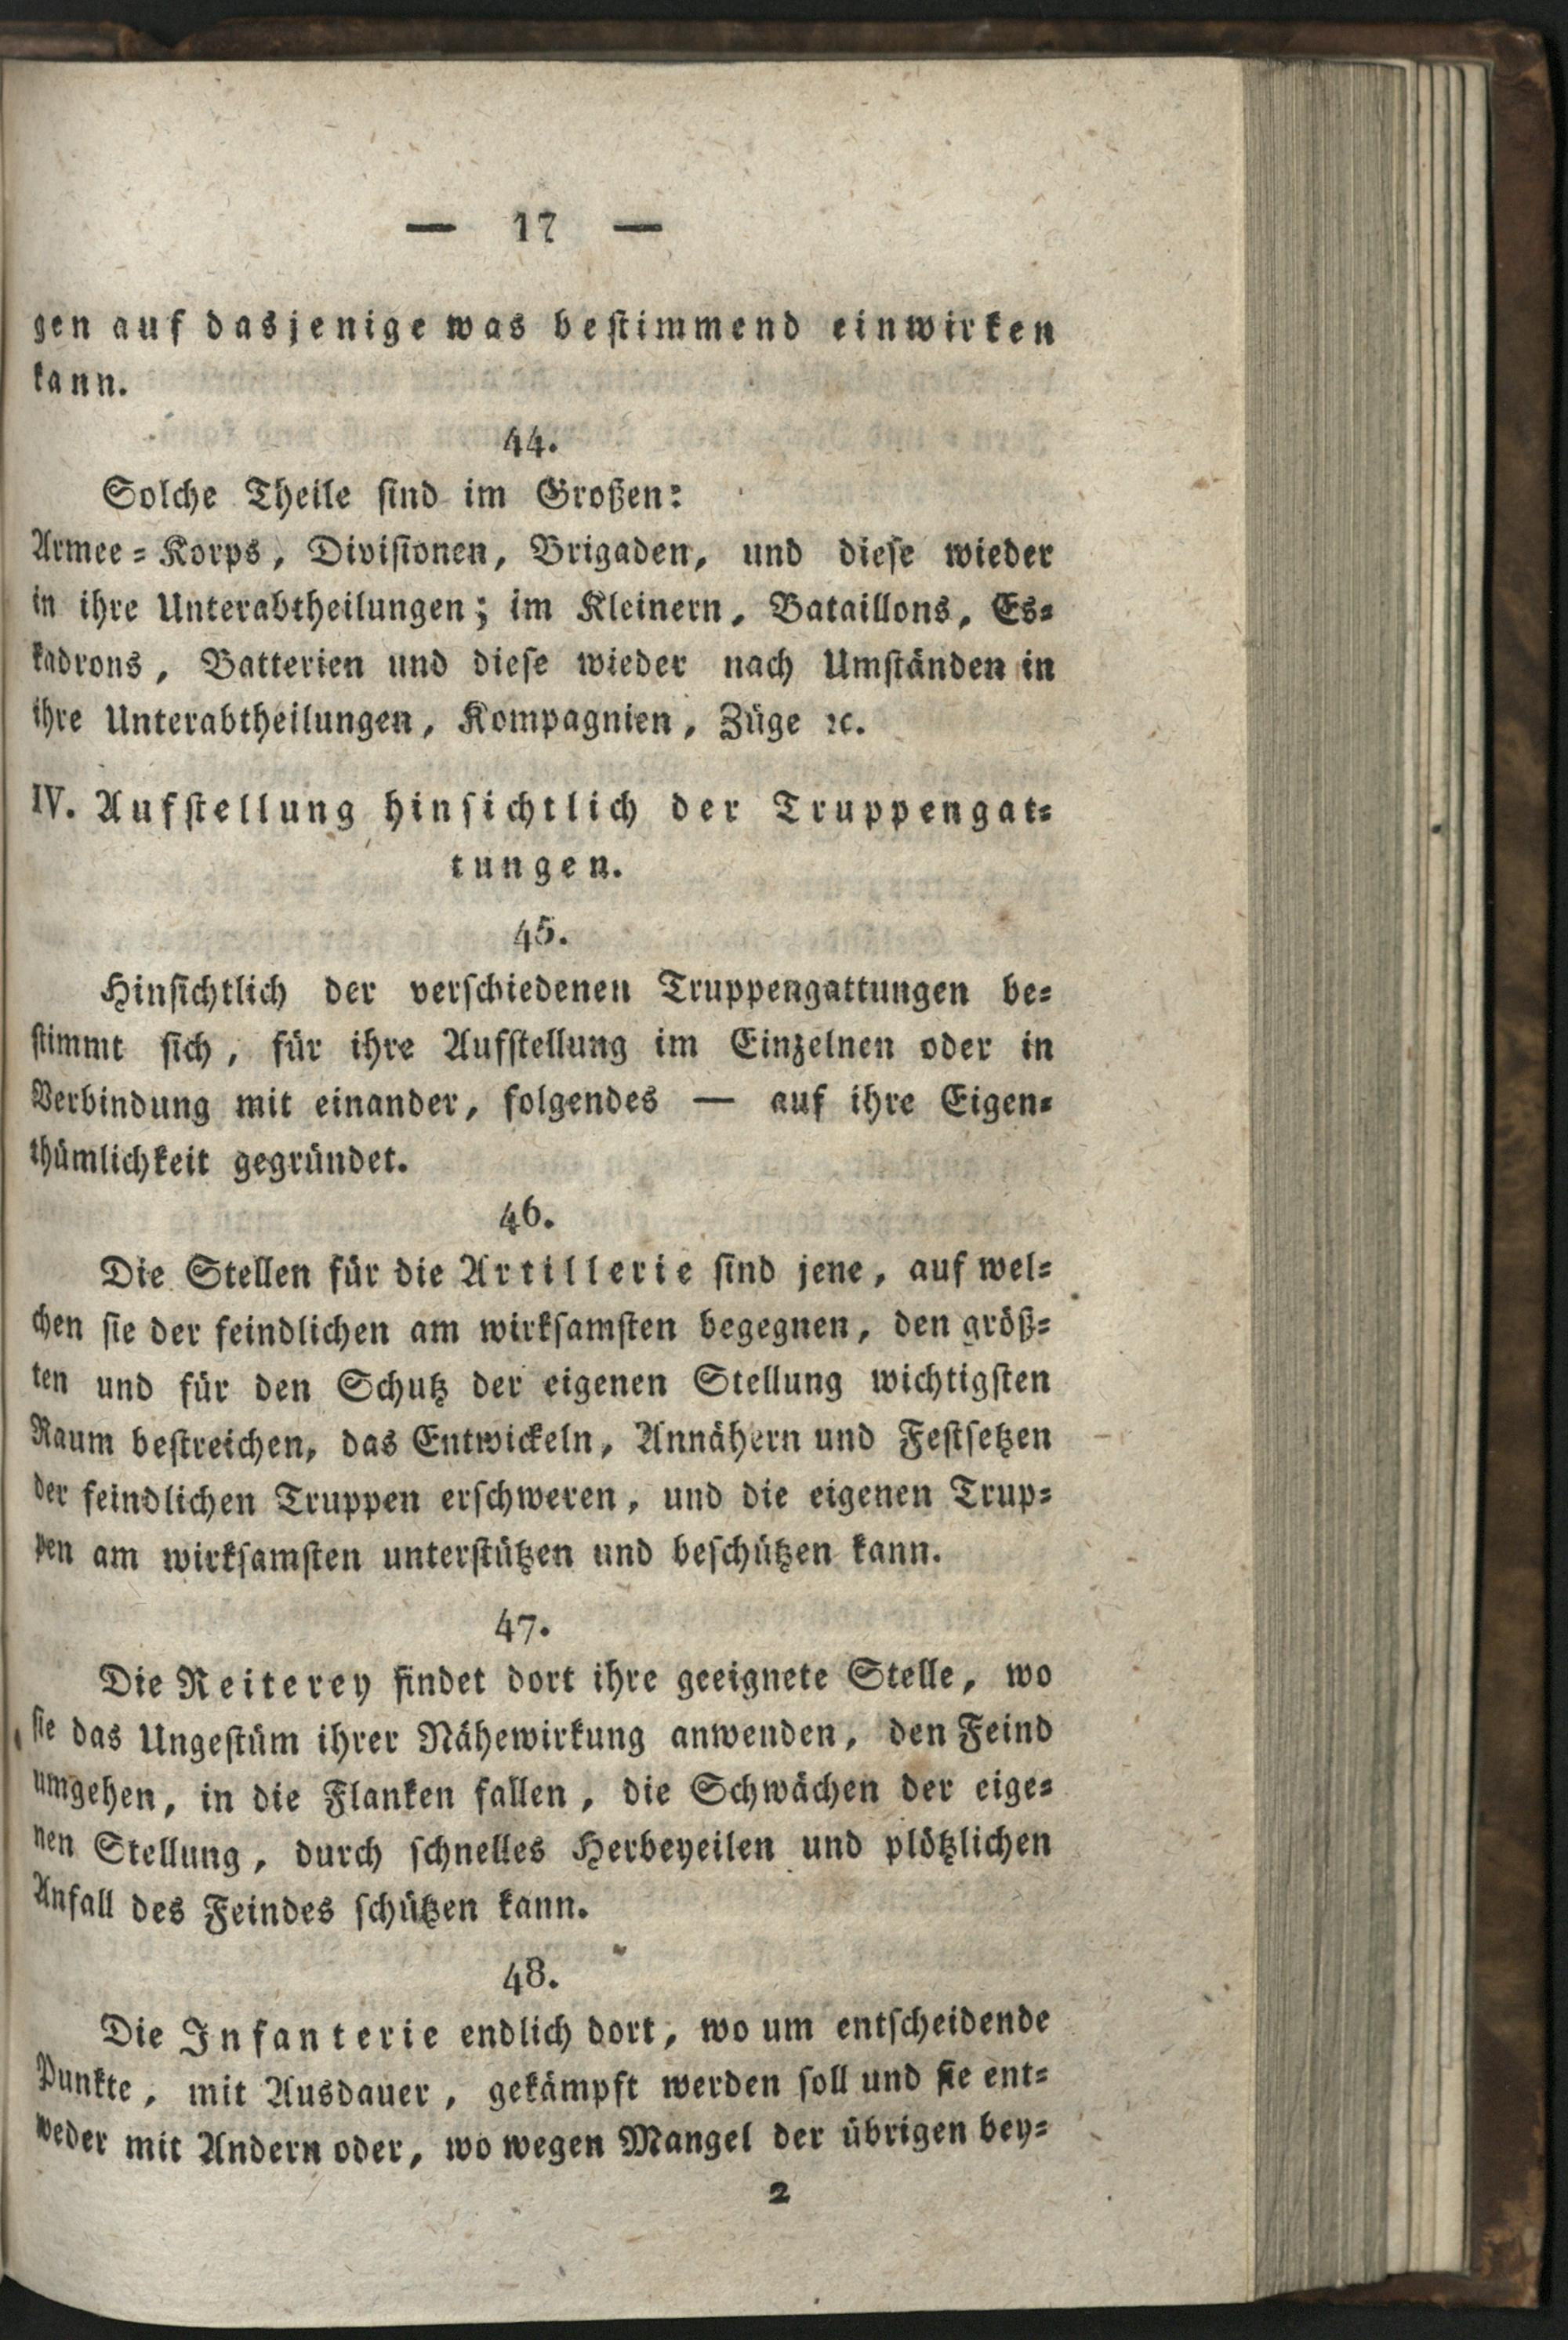 — 17 —
gen auf dasjenige was bestimmend einwirken
kann.
44.
Solche Theile sind im Großen:
Armee=Korps, Divisionen, Brigaden, und diese wieder
in ihre Unterabtheilungen; im Kleinern, Bataillons, Es=
kadrons, Batterien und diese wieder nach Umständen in
ihre Unterabtheilungen, Kompagnien, Züge ꝛc.
IV. Aufstellung hinsichtlich der Truppengat=
tungen.
45.
Hinsichtlich der verschiedenen Truppengattungen be=
stimmt sich, für ihre Aufstellung im Einzelnen oder in
Verbindung mit einander, folgendes — auf ihre Eigen=
thümlichkeit gegründet.
46.
Die Stellen für die Artillerie sind jene, auf wel=
chen sie der feindlichen am wirksamsten begegnen, den größ=
ten und für den Schutz der eigenen Stellung wichtigsten
Raum bestreichen, das Entwickeln, Annähern und Festsetzen
der feindlichen Truppen erschweren, und die eigenen Trup=
pen am wirksamsten unterstützen und beschützen kann.
47.
Die Reiterey findet dort ihre geeignete Stelle, wo
sie das Ungestüm ihrer Nähewirkung anwenden, den Feind
umgehen, in die Flanken fallen, die Schwächen der eige=
nen Stellung, durch schnelles Herbeyeilen und plötzlichen
Anfall des Feindes schützen kann.
48.
Die Infanterie endlich dort, wo um entscheidende
Punkte, mit Ausdauer, gekämpft werden soll und sie ent=
weder mit Andern oder, wo wegen Mangel der übrigen bey=
2